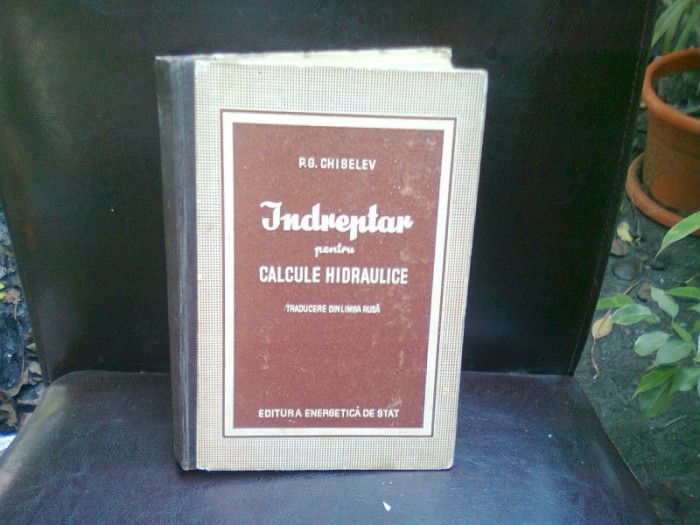 P.G. CHISELEV
Indreptar
pentru
CALCULE HIDRAULICE
TRADUCERE DIN LIMBA RUSĂ
EDITURA ENERGETICĂ DE STAT